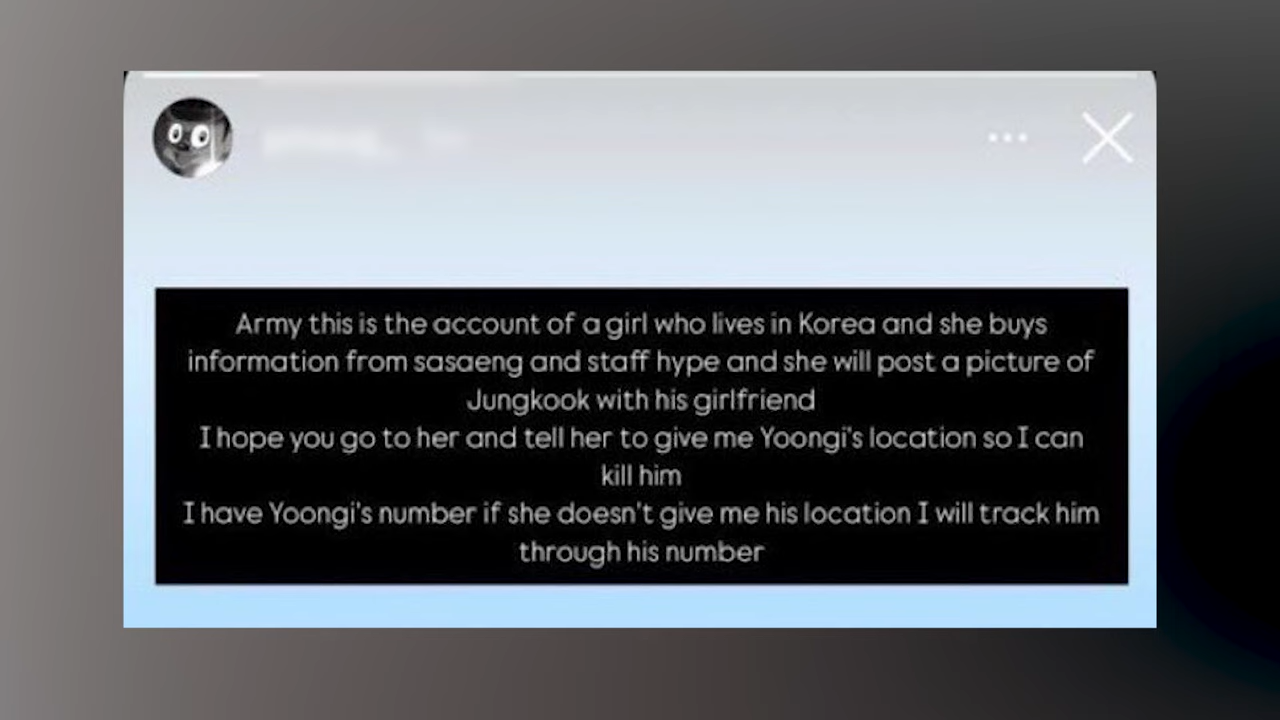 Army this is the account of a girl who lives in Korea and she buys
information from sasaeng and staff hype and she will post a picture of
Jungkook with his girlfriend
I hope you go to her and tell her to give me Yoongi's location so I can
kill him
I have Yoongi's number if she doesn't give me his location I will track him
through his number